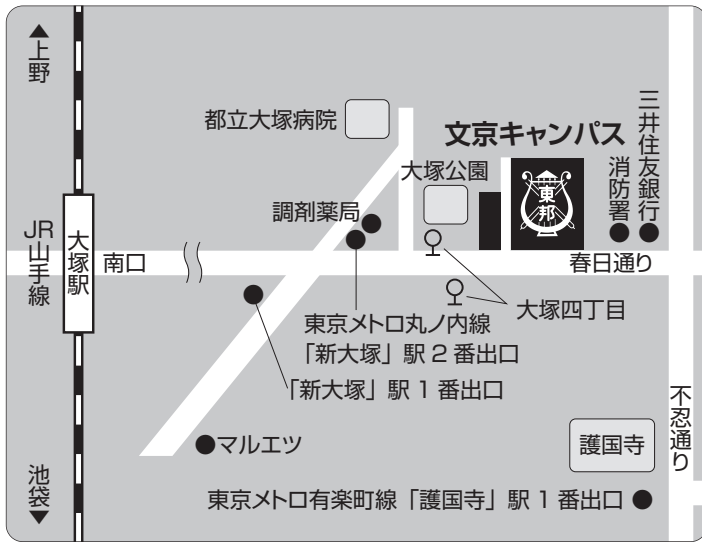 ▲上野
JR山手線
大塚駅
池袋▼
南口
都立大塚病院
調剤薬局
大塚公園
文京キャンパス
東邦
消防署
三井住友銀行
春日通り
大塚四丁目
東京メトロ丸ノ内線
「新大塚」駅 2 番出口
「新大塚」駅 1 番出口
マルエツ
不忍通り
護国寺
東京メトロ有楽町線「護国寺」駅 1 番出口